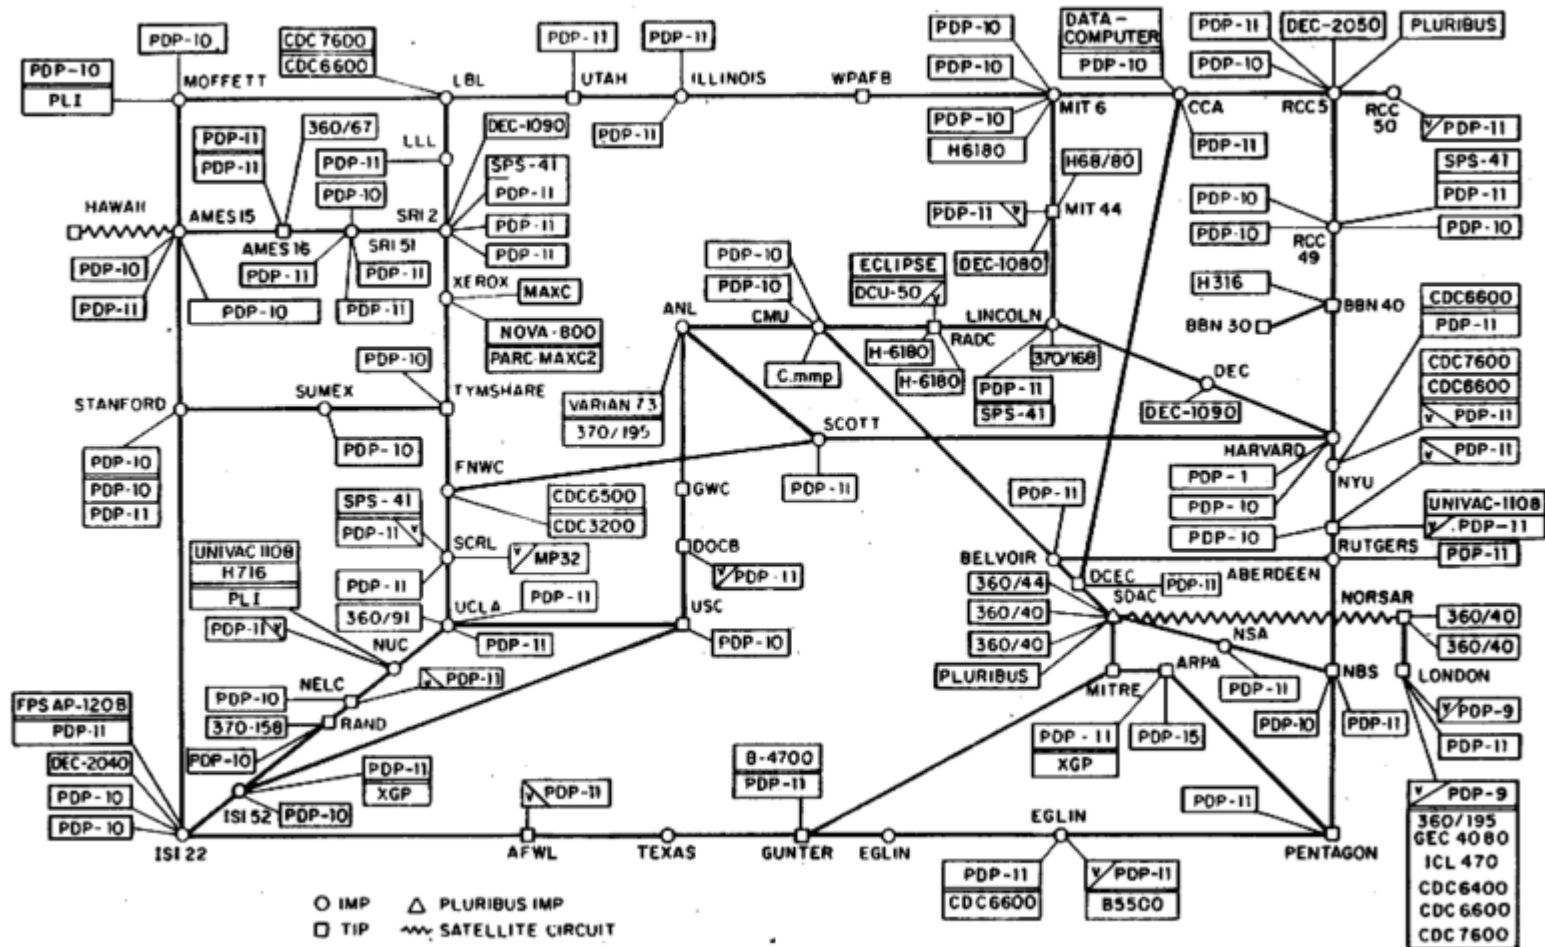 PDP-10
CDC 7600
CDC 6600
PDP-11
PDP-11
PDP-10
DATA-
COMPUTER
PDP-10
PDP-11
DEC-2050
PLURIBUS
PDP-10
PLI
MOFFETT
LBL
UTAH
ILLINOIS
WPAFB
PDP-10
PDP-10
MIT 6
CCA
PDP-10
RCC 5
RCC
50
PDP-11
PDP-10
H6180
PDP-11
V PDP-11
LLL
PDP-11
PDP-11
360/67
PDP-11
DEC-1090
SPS-41
PDP-11
PDP-11
PDP-11
PDP-10
H68/80
PDP-11 V
MIT 44
DEC-1080
SPS-41
PDP-11
PDP-10
PDP-10
PDP-10
RCC
49
HAWAII
AMES 15
AMES 16
SRI 51
SRI 2
PDP-10
PDP-11
PDP-10
PDP-11
PDP-11
PDP-11
XEROX
MAXC
NOVA-800
PARC-MAXC2
PDP-10
PDP-10
ECLIPSE
DCU-50 V
ANL
CMU
RADC
LINCOLN
C.mmp
H-6180
H-6180
370/168
PDP-11
SPS-41
H316
BBN 30
BBN 40
CDC6600
PDP-11
CDC7600
CDC6600
V PDP-11
V PDP-11
DEC
DEC-1090
STANFORD
SUMEX
PDP-10
TYMSHARE
PDP-10
PDP-10
PDP-10
PDP-11
VARIAN 73
370/195
SCOTT
PDP-11
HARVARD
PDP-1
PDP-10
NYU
PDP-10
UNIVAC-1108
V PDP-11
RUTGERS
PDP-11
FNWC
CDC6500
CDC3200
SPS-41
PDP-11 V
SCRL
V MP32
PDP-11
GWC
DOCB
V PDP-11
PDP-11
BELVOIR
ABERDEEN
DCEC
PDP-11
UNIVAC 1108
H716
PLI
PDP-11 V
360/91
UCLA
PDP-11
PDP-11
USC
PDP-10
NUC
360/44
360/40
360/40
PLURIBUS
SDAC
NORSAR
360/40
360/40
NSA
PDP-11
MITRE
ARPA
NBS
LONDON
PDP-11
XGP
PDP-15
PDP-10
PDP-11
V PDP-9
PDP-11
NELC
PDP-10
V PDP-11
RAND
370-158
PDP-10
FPS AP-120B
PDP-11
DEC-2040
PDP-10
PDP-10
PDP-11
XGP
ISI 52
PDP-10
V PDP-11
B-4700
PDP-11
PDP-11
V PDP-9
360/195
GEC 4080
ICL 470
CDC6400
CDC6600
CDC 7600
ISI 22
AFWL
TEXAS
GUNTER
EGLIN
EGLIN
PENTAGON
PDP-11
CDC6600
V PDP-11
B5500
IMP
PLURIBUS IMP
TIP
SATELLITE CIRCUIT